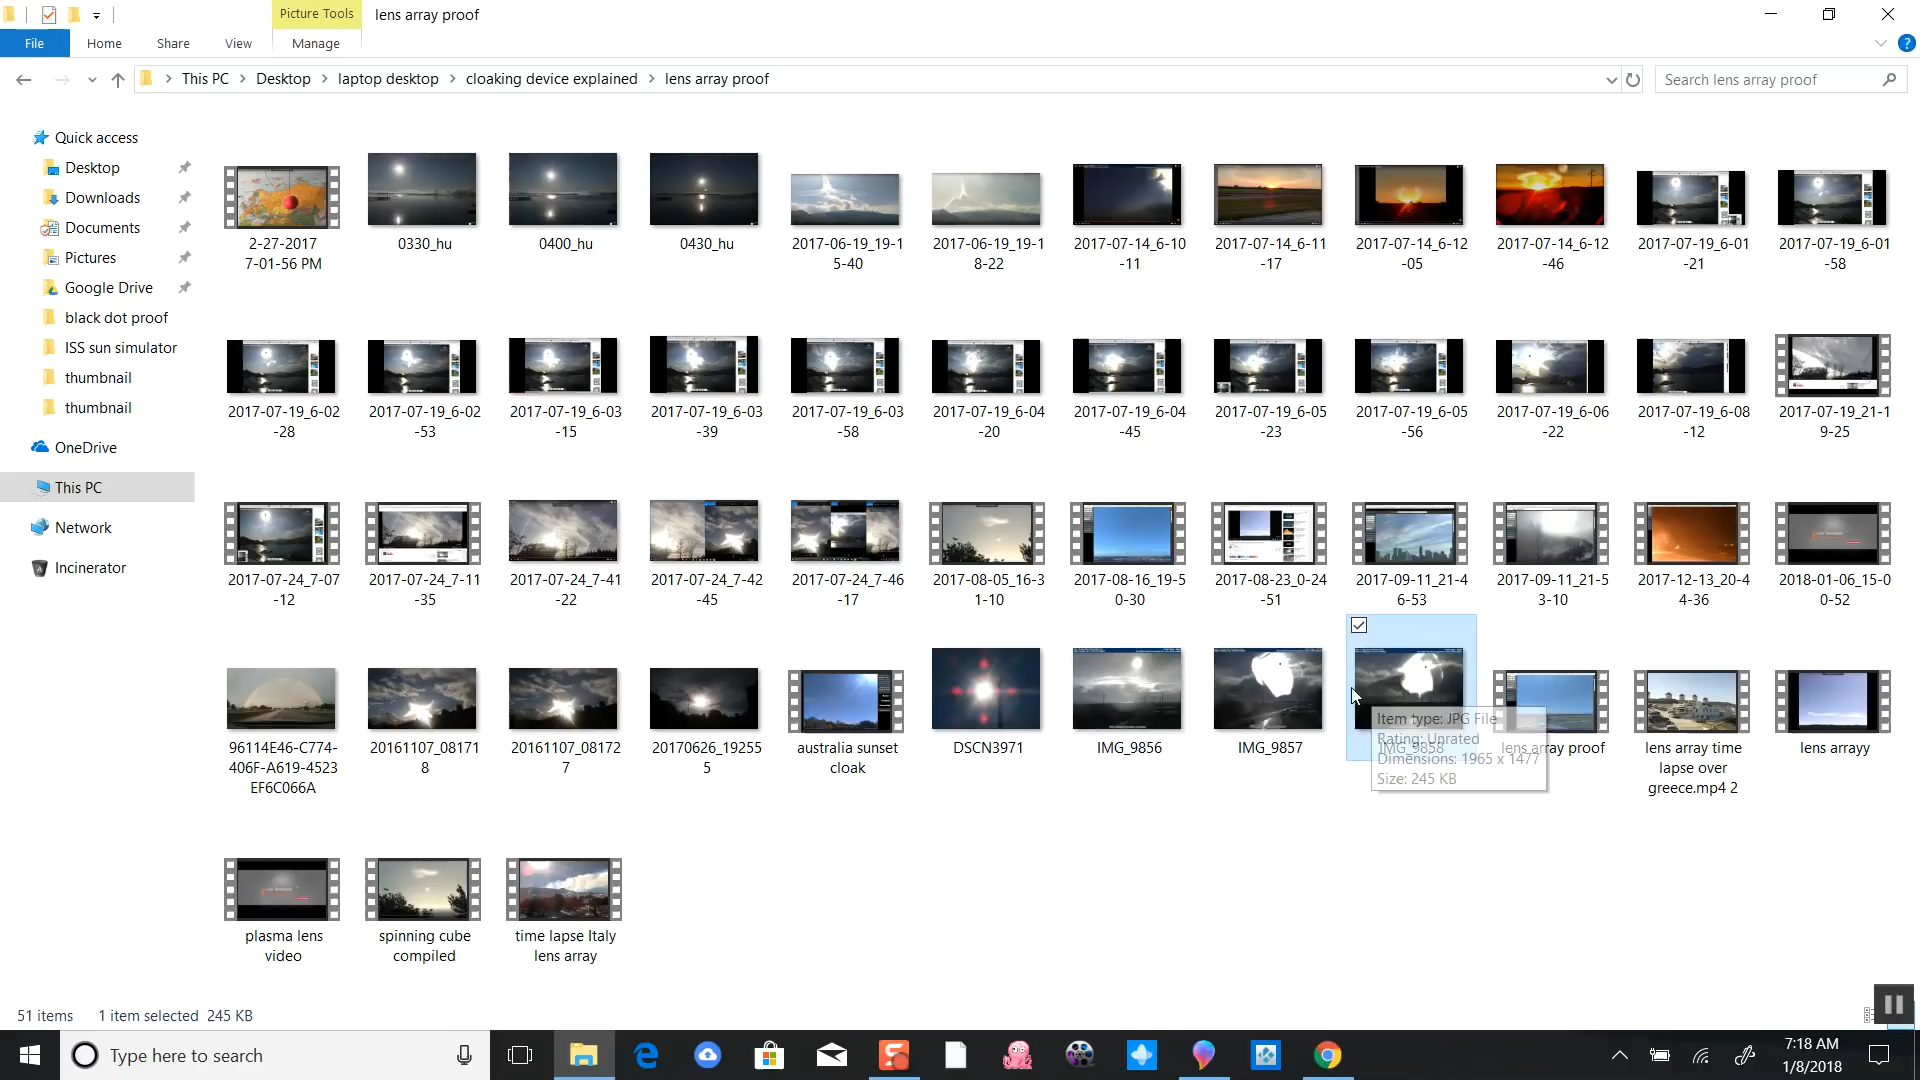 Picture Tools
lens array proof
File
Home
Share
View
Manage
This PC
Desktop
laptop desktop
cloaking device explained
lens array proof
Search lens array proof
Quick access
Desktop
Downloads
Documents
Pictures
Google Drive
black dot proof
ISS sun simulator
thumbnail
thumbnail
OneDrive
This PC
Network
Incinerator
2-27-2017
7-01-56 PM
0330_hu
0400_hu
0430_hu
2017-06-19_19-1
5-40
2017-06-19_19-1
8-22
2017-07-14_6-10
-11
2017-07-14_6-11
-17
2017-07-14_6-12
-05
2017-07-14_6-12
-46
2017-07-19_6-01
-21
2017-07-19_6-01
-58
2017-07-19_6-02
-28
2017-07-19_6-02
-53
2017-07-19_6-03
-15
2017-07-19_6-03
-39
2017-07-19_6-03
-58
2017-07-19_6-04
-20
2017-07-19_6-04
-45
2017-07-19_6-05
-23
2017-07-19_6-05
-56
2017-07-19_6-06
-22
2017-07-19_6-08
-12
2017-07-19_21-1
9-25
2017-07-24_7-07
-12
2017-07-24_7-11
-35
2017-07-24_7-41
-22
2017-07-24_7-42
-45
2017-07-24_7-46
-17
2017-08-05_16-3
1-10
2017-08-16_19-5
0-30
2017-08-23_0-24
-51
2017-09-11_21-4
6-53
2017-09-11_21-5
3-10
2017-12-13_20-4
4-36
2018-01-06_15-0
0-52
96114E46-C774-
406F-A619-4523
EF6C066A
20161107_08171
8
20161107_08172
7
20170626_19255
5
australia sunset
cloak
DSCN3971
IMG_9856
IMG_9857
IMG_9858
Item type: JPG File
Rating: Unrated
Dimensions: 1965 x 1477
Size: 245 KB
lens array proof
lens array time
lapse over
greece.mp4 2
lens arrayy
plasma lens
video
spinning cube
compiled
time lapse Italy
lens array
51 items
1 item selected 245 KB
Type here to search
7:18 AM
1/8/2018